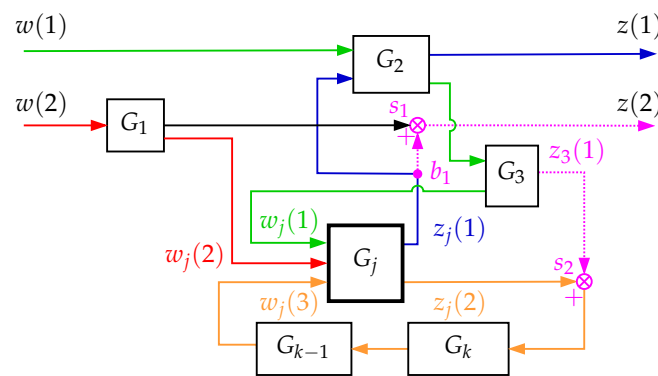 w(1)
z(1)
G₂
w(2)
s₁
z(2)
G₁
+
b₁
G₃
z₃(1)
wⱼ(1)
zⱼ(1)
wⱼ(2)
Gⱼ
s₂
wⱼ(3)
zⱼ(2)
+
Gₖ₋₁
Gₖ